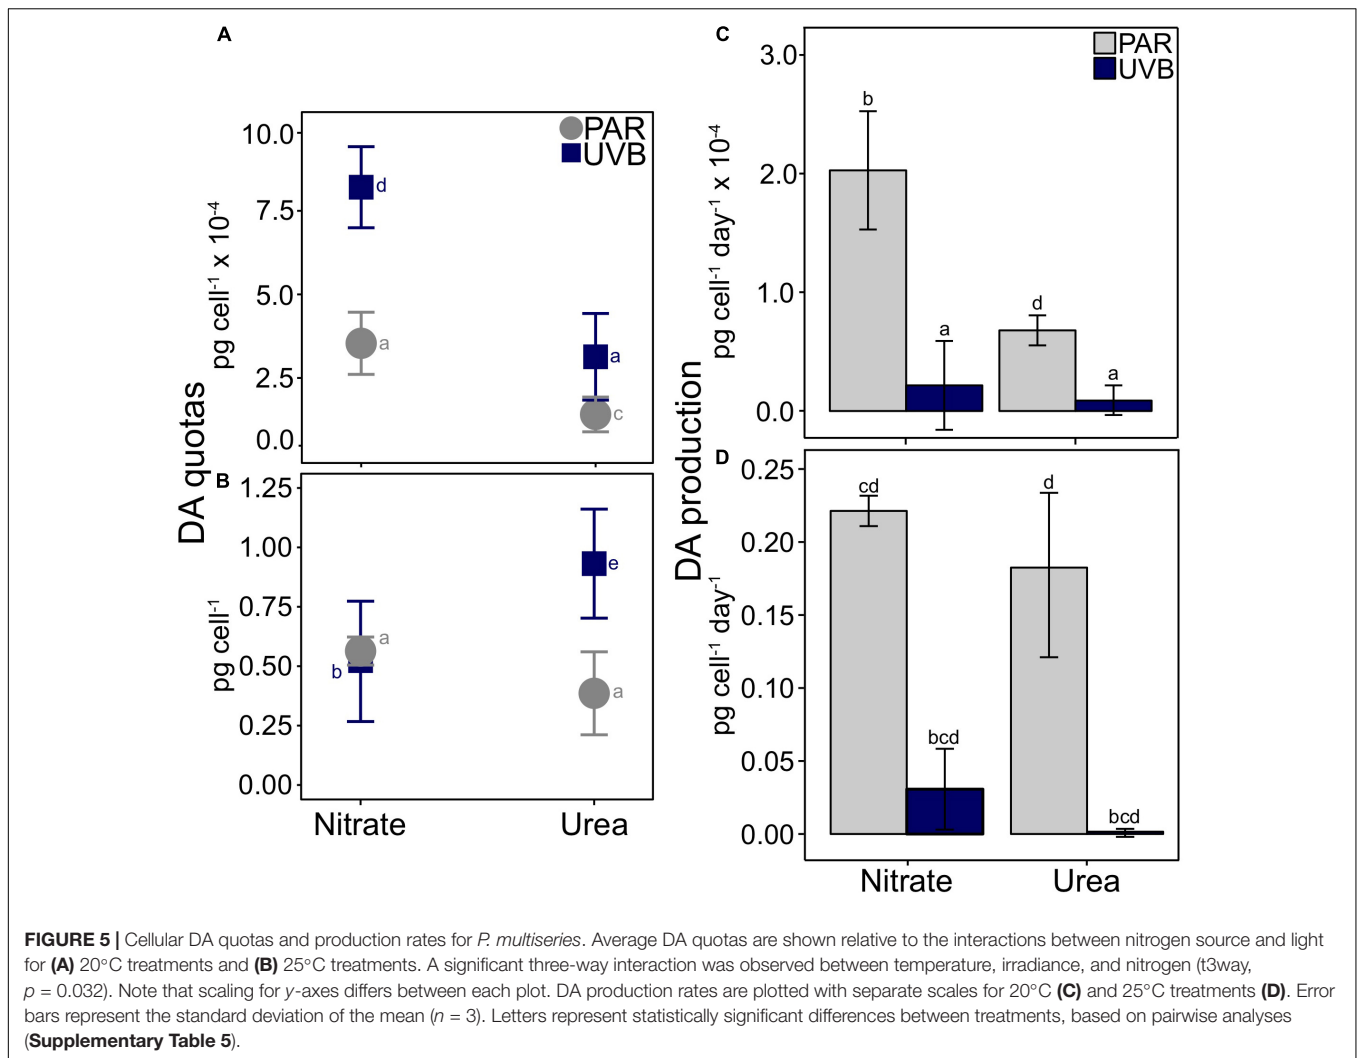 A
10.0
7.5
5.0
2.5
0.0
PAR
UVB
d
a
a
c
pg cell-1 x 10-4
DA quotas
B
1.25
1.00
0.75
0.50
0.25
0.00
a
b
e
a
pg cell-1
Nitrate
Urea
C
3.0
2.0
1.0
0.0
PAR
UVB
b
a
d
a
pg cell-1 day-1 x 10-4
DA production
D
0.25
0.20
0.15
0.10
0.05
0.00
cd
bcd
d
bcd
pg cell-1 day-1
Nitrate
Urea
FIGURE 5 | Cellular DA quotas and production rates for P. multiseries. Average DA quotas are shown relative to the interactions between nitrogen source and light
for (A) 20°C treatments and (B) 25°C treatments. A significant three-way interaction was observed between temperature, irradiance, and nitrogen (t3way,
p = 0.032). Note that scaling for y-axes differs between each plot. DA production rates are plotted with separate scales for 20°C (C) and 25°C treatments (D). Error
bars represent the standard deviation of the mean (n = 3). Letters represent statistically significant differences between treatments, based on pairwise analyses
(Supplementary Table 5).